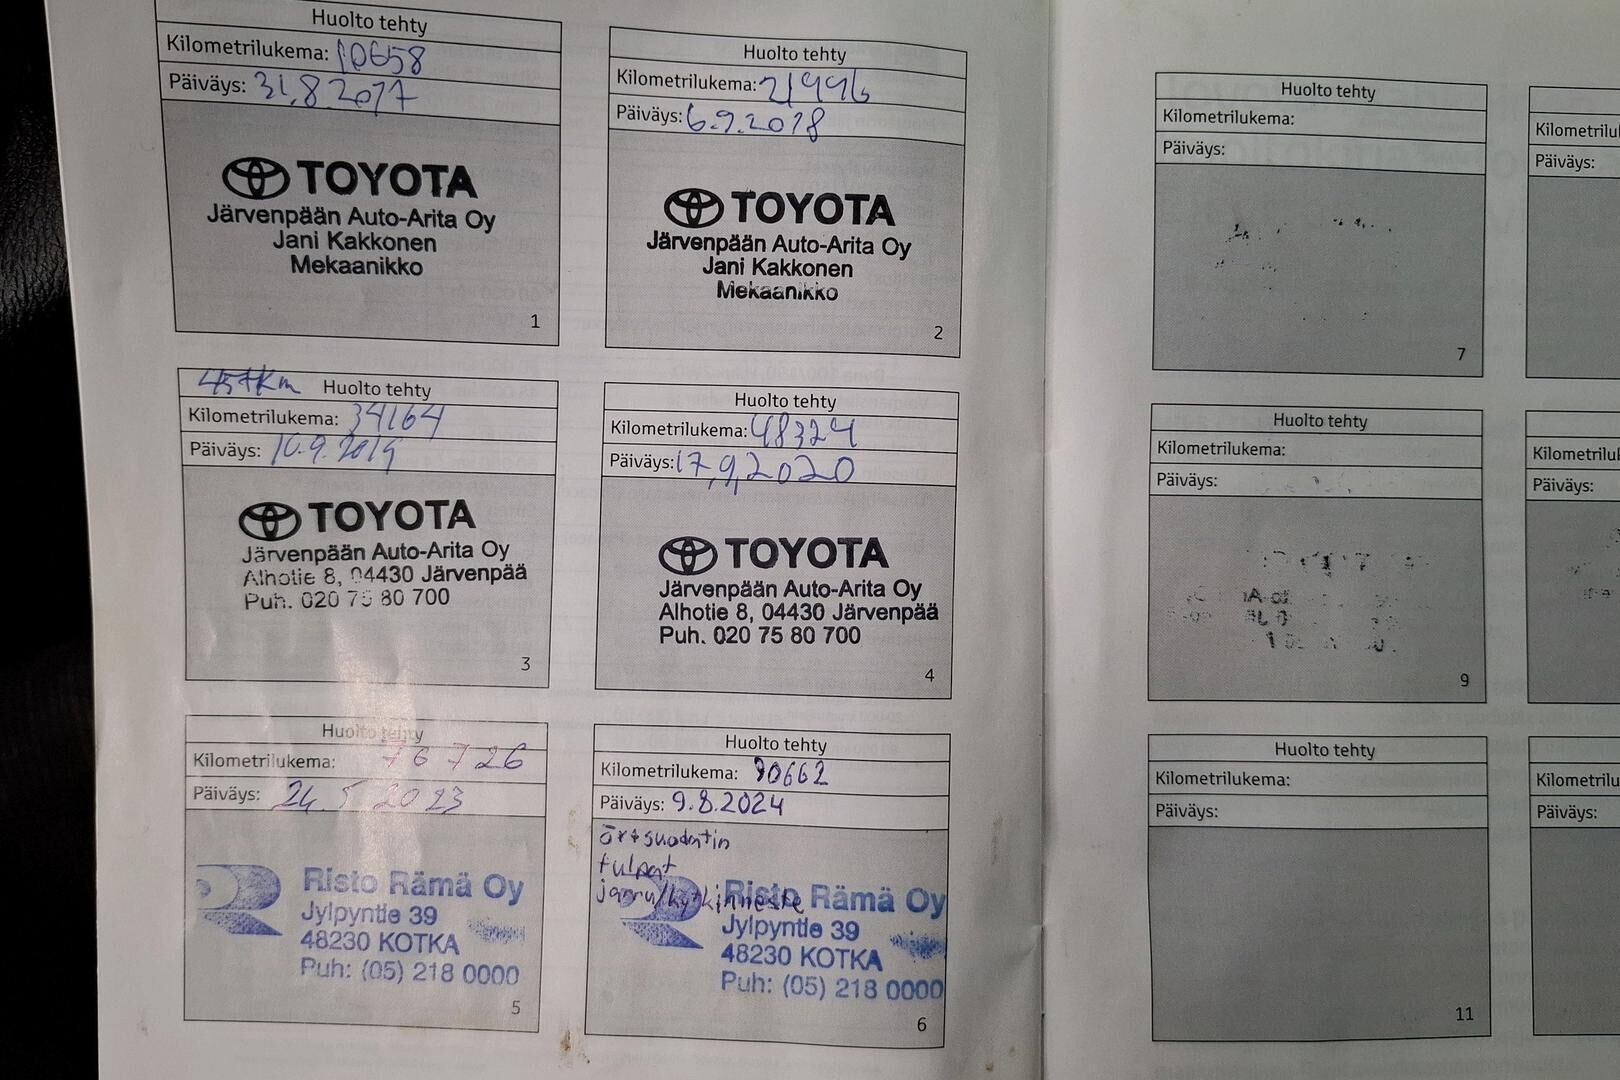 Huolto tehty
Kilometrilukema: 10658
Päiväys: 31.8.2017
TOYOTA
Järvenpään Auto-Arita Oy
Jani Kakkonen
Mekaanikko
1
Huolto tehty
Kilometrilukema: 21996
Päiväys: 6.9.2018
TOYOTA
Järvenpään Auto-Arita Oy
Jani Kakkonen
Mekaanikko
2
Huolto tehty
Kilometrilukema: 34164
Päiväys: 10.9.2019
TOYOTA
Järvenpään Auto-Arita Oy
Alhotie 8, 04430 Järvenpää
Puh. 020 75 80 700
3
Huolto tehty
Kilometrilukema: 48324
Päiväys: 17,9,2020
TOYOTA
Järvenpään Auto-Arita Oy
Alhotie 8, 04430 Järvenpää
Puh. 020 75 80 700
4
Huolto tehty
Kilometrilukema: 76726
Päiväys: 24.5 2023
Risto Rämä Oy
Jylpyntie 39
48230 KOTKA
Puh: (05) 218 0000
5
Huolto tehty
Kilometrilukema: 90662
Päiväys: 9.8.2024
tulpat
jarru/kytkinneste
Risto Rämä Oy
Jylpyntie 39
48230 KOTKA
Puh: (05) 218 0000
6
Huolto tehty
Kilometrilukema:
Päiväys:
7
Kilometrilu
Päiväys:
Huolto tehty
Kilometrilukema:
Päiväys:
9
Kilometrilu
Päiväys:
Huolto tehty
Kilometrilukema:
Päiväys:
11
Kilometrilu
Päiväys: